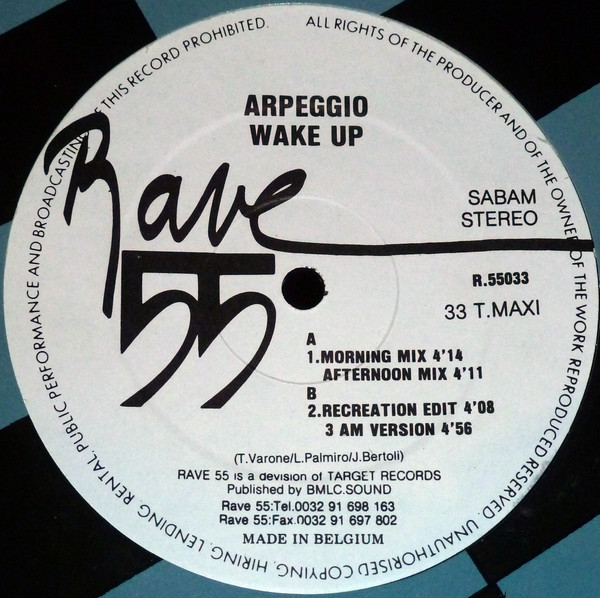 ALL RIGHTS OF THE PRODUCER AND OF THE OWNER OF THE WORK REPRODUCED RESERVED. UNAUTHORISED COPYING, HIRING, LENDING, RENTAL, PUBLIC PERFORMANCE AND BROADCASTING OF THIS RECORD PROHIBITED.
ARPEGGIO
WAKE UP
Rave
55
SABAM
STEREO
R.55033
33 T.MAXI
A
1.MORNING MIX 4'14
AFTERNOON MIX 4'11
B
2.RECREATION EDIT 4'08
3 AM VERSION 4'56
(T.Varone/L.Palmiro/J.Bertoli)
RAVE 55 is a devision of TARGET RECORDS
Published by BMLC.SOUND
Rave 55:Tel.0032 91 698 163
Rave 55:Fax.0032 91 697 802
MADE IN BELGIUM